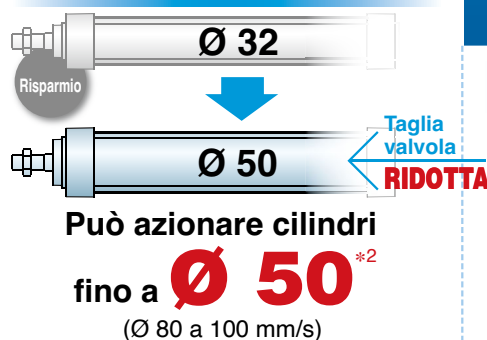 Ø 32
Risparmio
Ø 50
Taglia
valvola
RIDOTTA
Può azionare cilindri
fino a Ø 50*2
(Ø 80 a 100 mm/s)